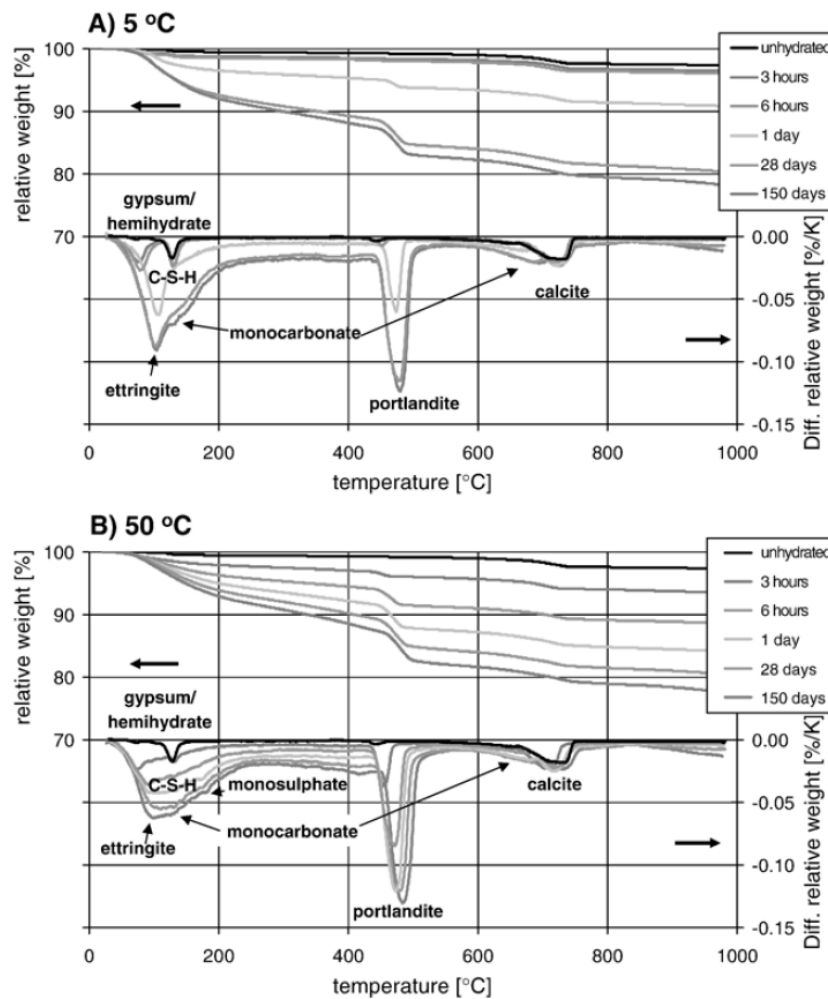 A) 5 °C
100
90
80
70
relative weight [%]
unhydrated
3 hours
6 hours
1 day
28 days
150 days
gypsum/
hemihydrate
C-S-H
monocarbonate
ettringite
portlandite
calcite
0.00
-0.05
-0.10
-0.15
Diff. relative weight [%/K]
0 200 400 600 800 1000
temperature [°C]
B) 50 °C
100
90
80
70
relative weight [%]
unhydrated
3 hours
6 hours
1 day
28 days
150 days
gypsum/
hemihydrate
C-S-H
monosulphate
monocarbonate
ettringite
portlandite
calcite
0.00
-0.05
-0.10
-0.15
Diff. relative weight [%/K]
0 200 400 600 800 1000
temperature [°C]